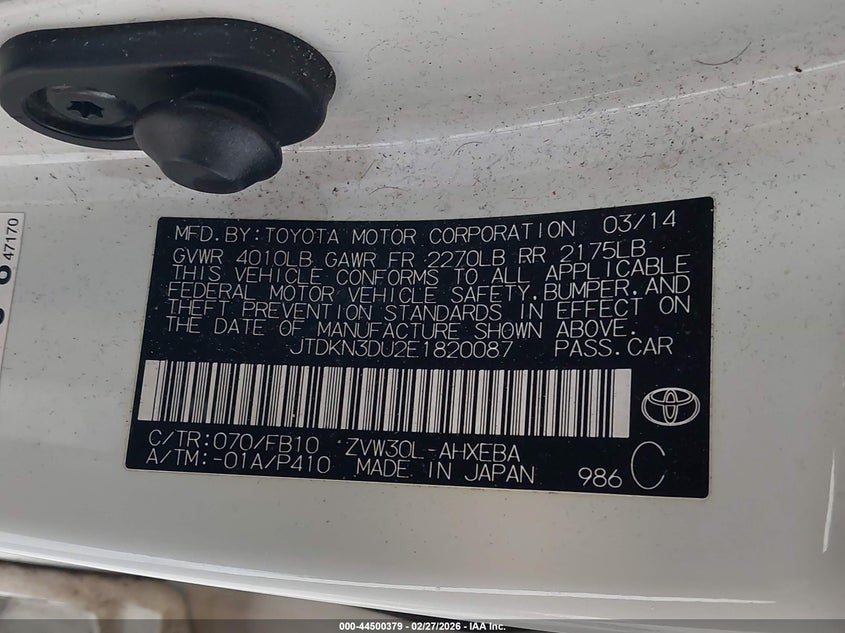 MFD. BY: TOYOTA MOTOR CORPORATION 03/14
GVWR 4010LB GAWR FR 2270LB RR 2175LB
THIS VEHICLE CONFORMS TO ALL APPLICABLE
FEDERAL MOTOR VEHICLE SAFETY, BUMPER, AND
THEFT PREVENTION STANDARDS IN EFFECT ON
THE DATE OF MANUFACTURE SHOWN ABOVE.
JTDKN3DU2E1820087 PASS. CAR
C/TR: 070/FB10 ZVW30L-AHXEBA
A/TM: -01A/P410 MADE IN JAPAN 986 C
47170
000-44500379 - 02/27/2026 - IAA Inc.